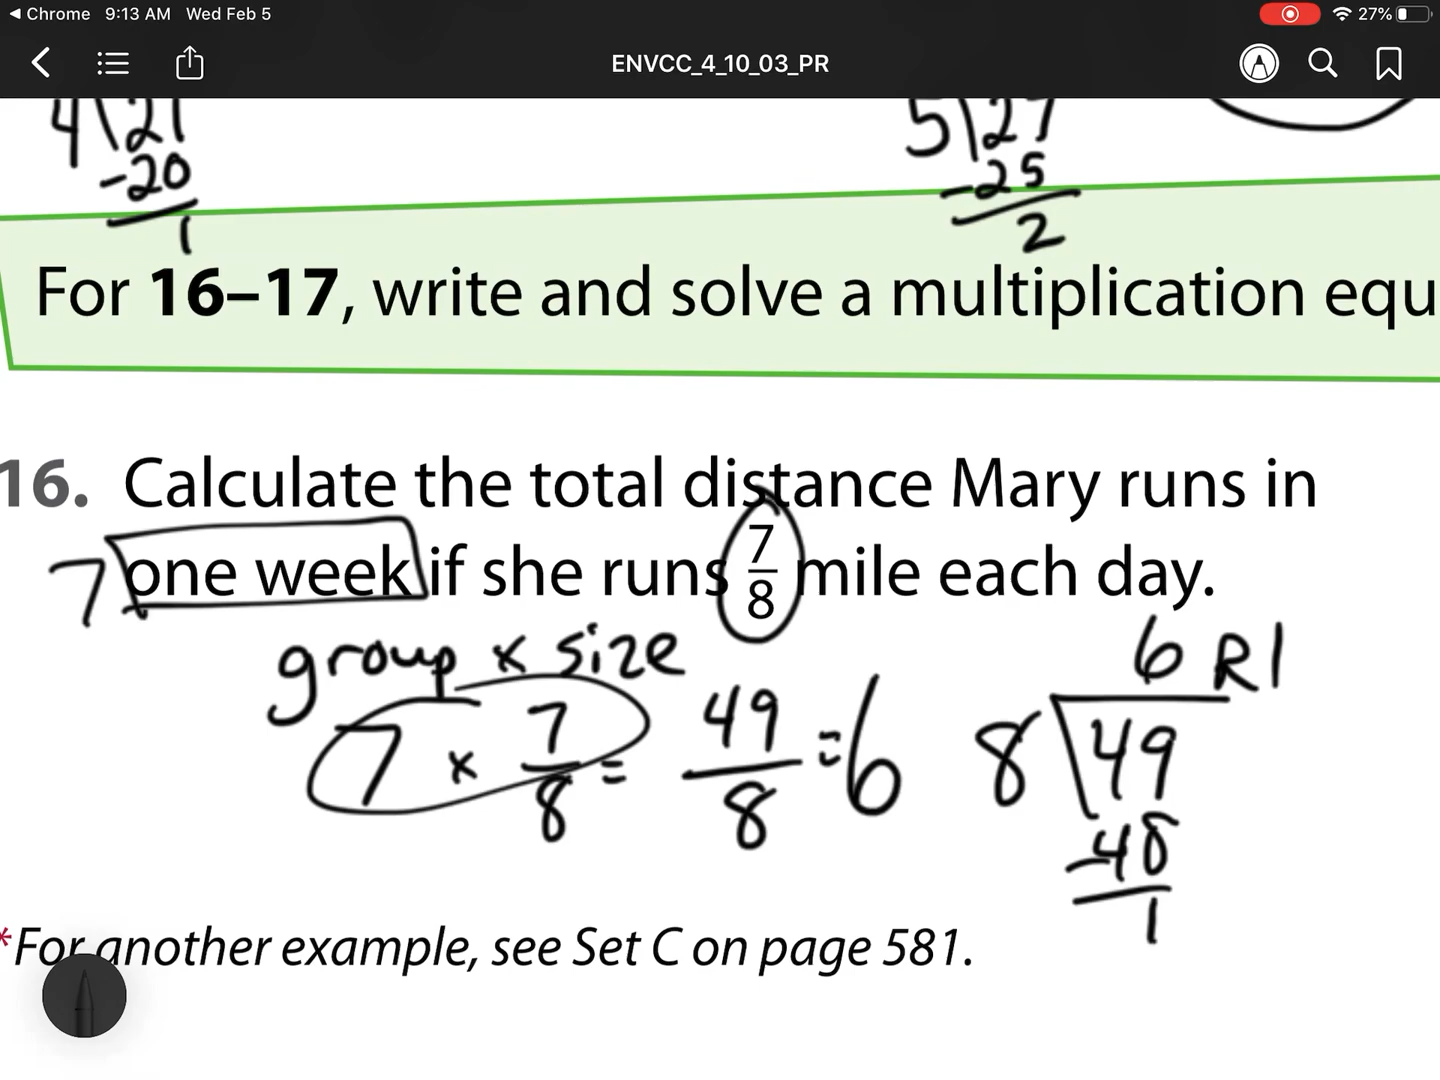 Chrome 9:13 AM Wed Feb 5 27%
ENVCC_4_10_03_PR
4 21 5 27
-20 -25
1 2
For 16–17, write and solve a multiplication equ
16. Calculate the total distance Mary runs in
7 one week if she runs 7/8 mile each day.
group x size
7 x 7/8 = 49/8 = 6
6 R1
8 49
-48
1
*For another example, see Set C on page 581.